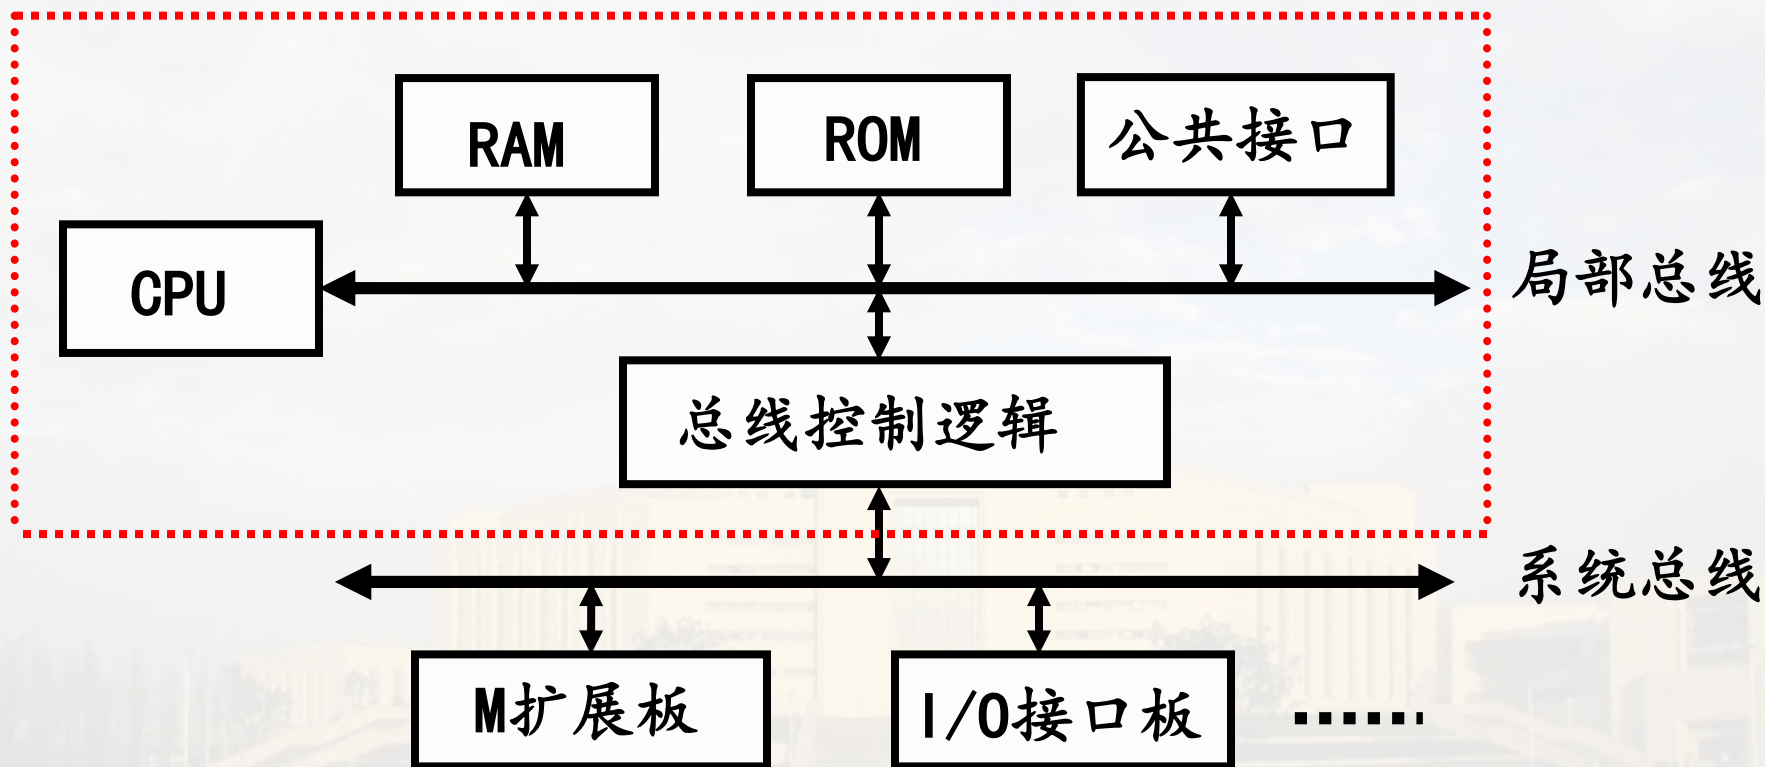 RAM
ROM
公共接口
CPU
局部总线
总线控制逻辑
系统总线
M扩展板
I/O接口板